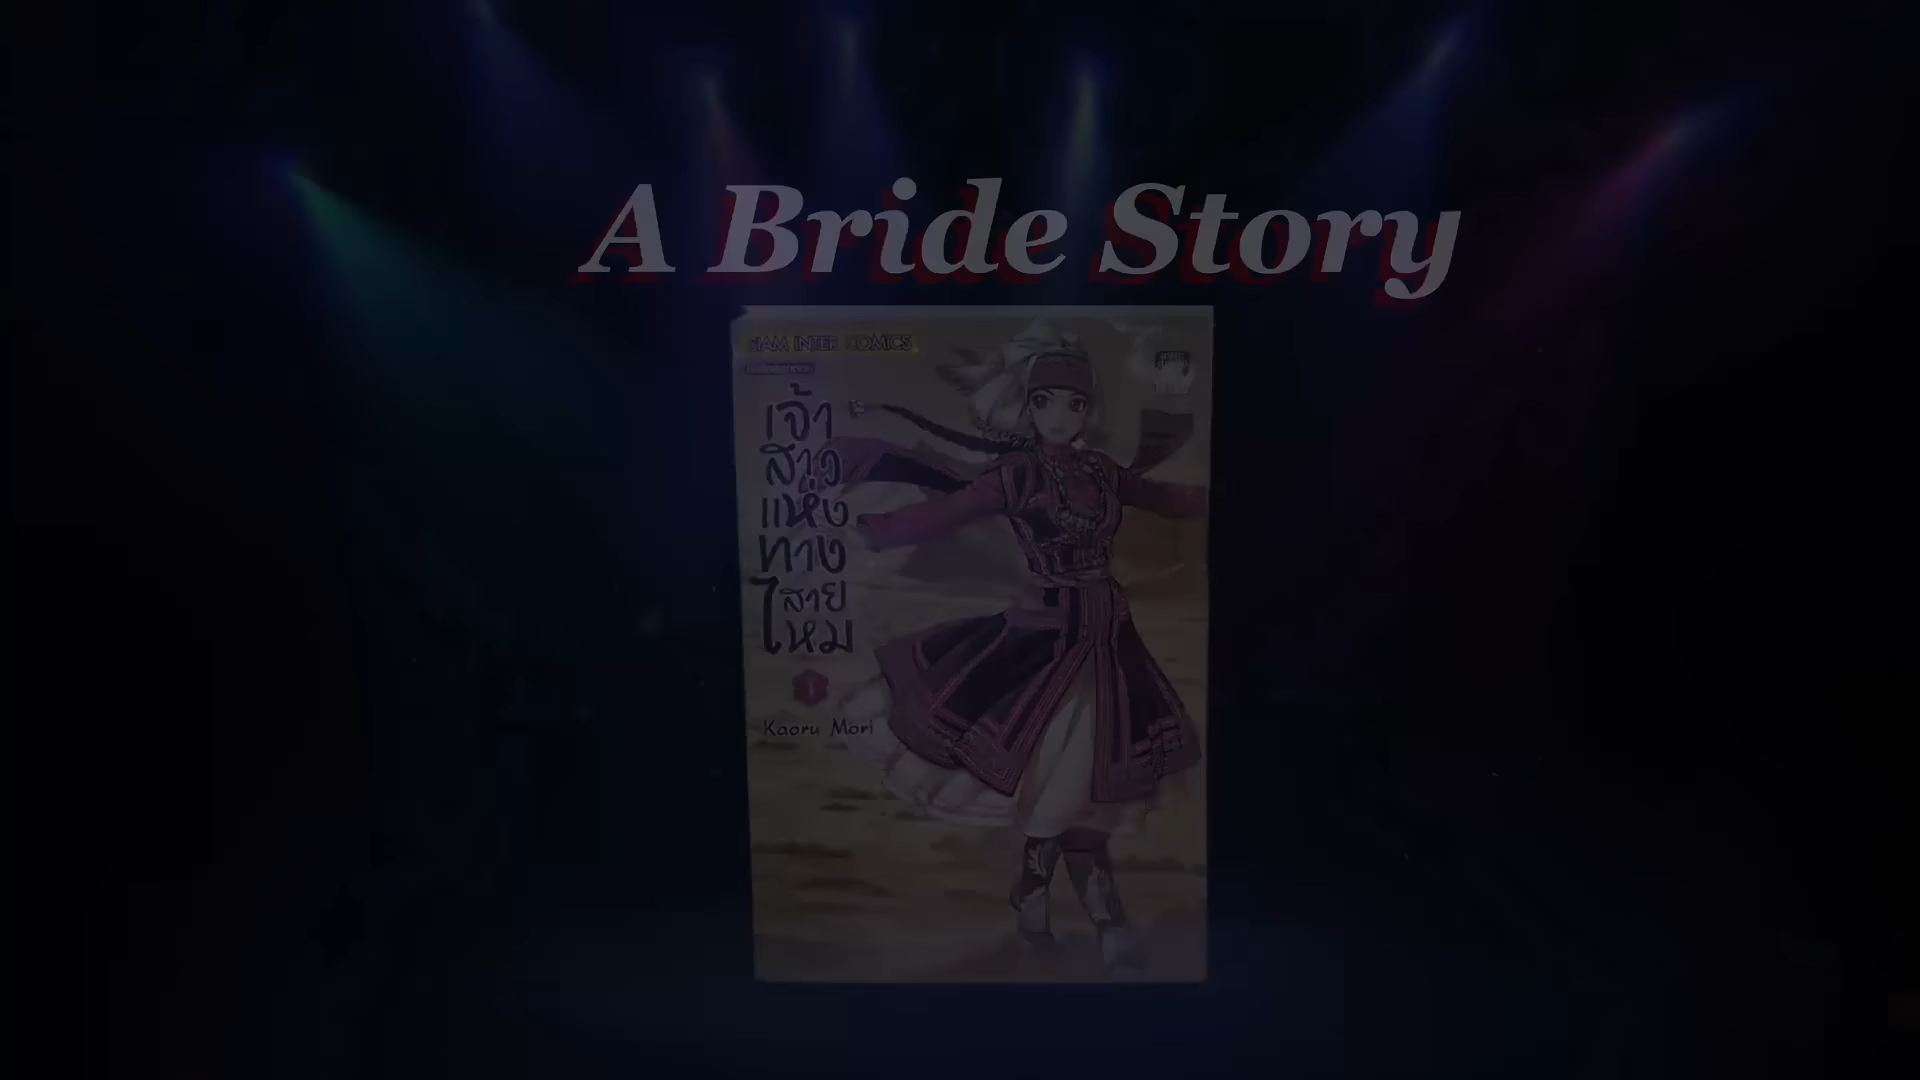 A Bride Story
SIAM INTER COMICS
เจ้า
สาว
แห่ง
ทาง
สาย
ไหม
1
Kaoru Mori